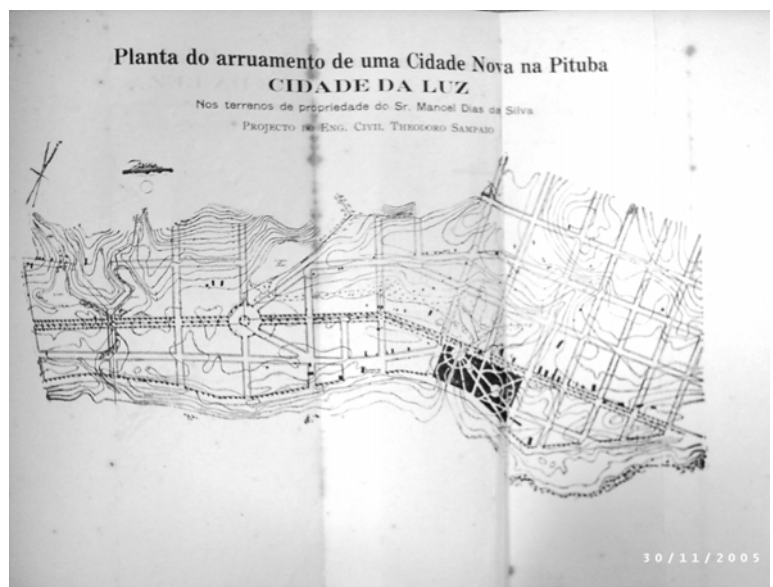 Planta do arruamento de uma Cidade Nova na Pituba
CIDADE DA LUZ
Nos terrenos de propriedade do Sr. Manoel Dias da Silva
PROJECTO DO ENG. CIVIL THEODORO SAMPAIO
30/11/2005